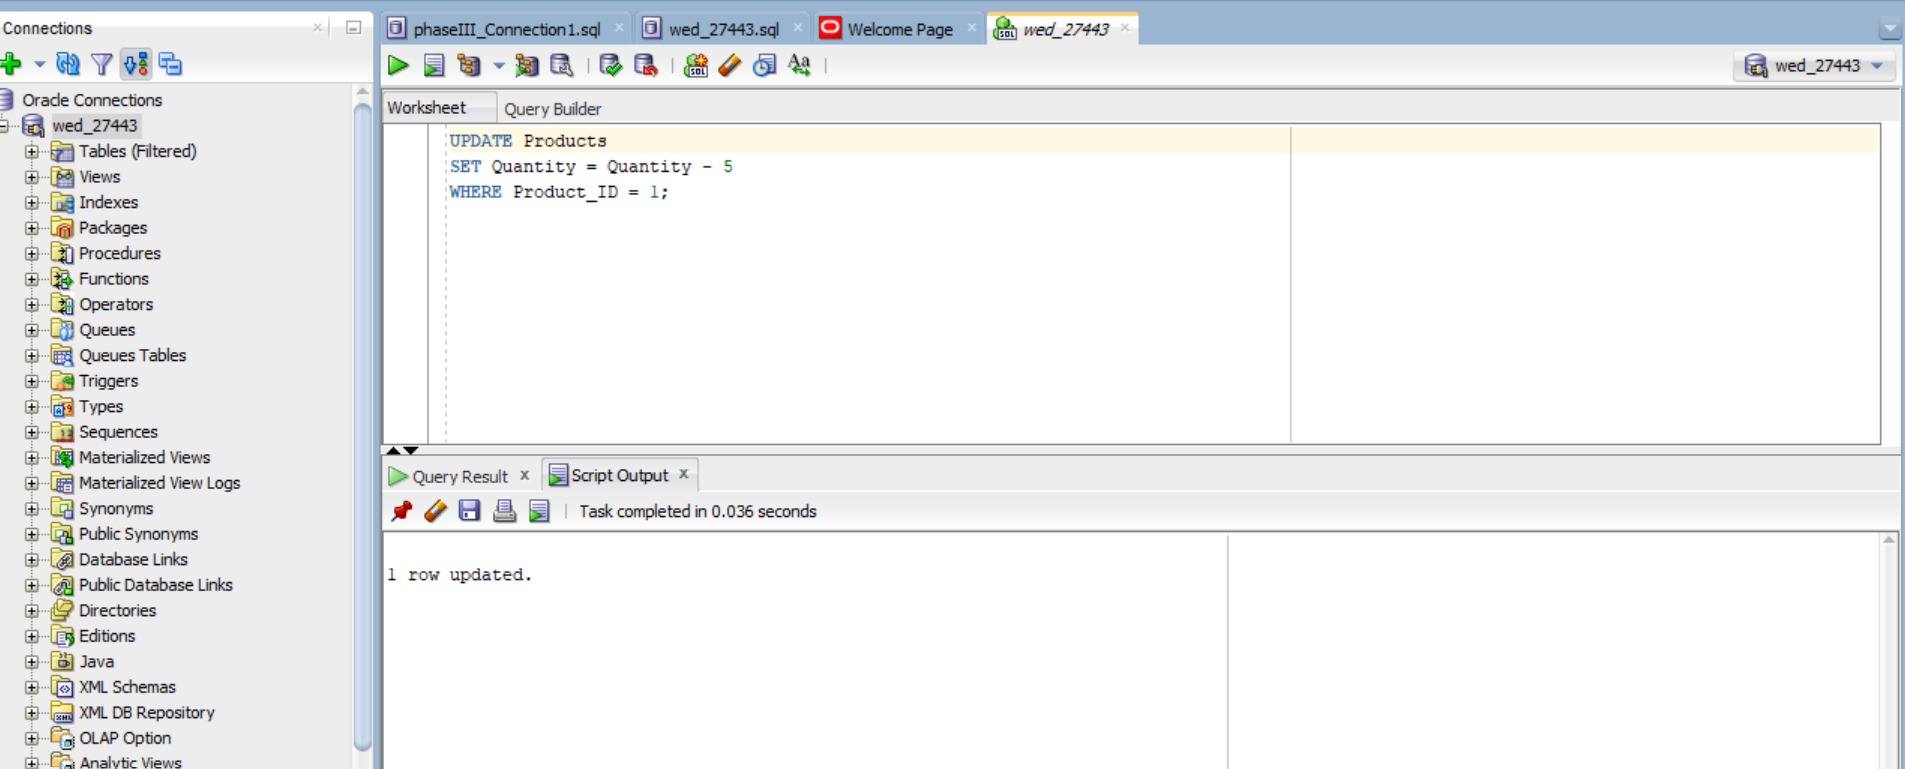 Connections
Oracle Connections
wed_27443
Tables (Filtered)
Views
Indexes
Packages
Procedures
Functions
Operators
Queues
Queues Tables
Triggers
Types
Sequences
Materialized Views
Materialized View Logs
Synonyms
Public Synonyms
Database Links
Public Database Links
Directories
Editions
Java
XML Schemas
XML DB Repository
OLAP Option
Analytic Views
phaseIII_Connection1.sql
wed_27443.sql
Welcome Page
wed_27443
wed_27443
Worksheet
Query Builder
UPDATE Products
SET Quantity = Quantity - 5
WHERE Product_ID = 1;
Query Result
Script Output
Task completed in 0.036 seconds
1 row updated.